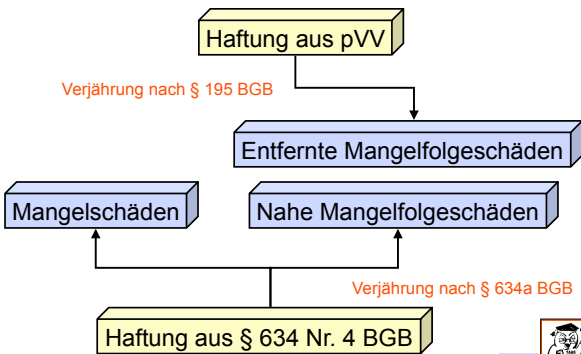 Haftung aus pVV
Verjährung nach § 195 BGB
Entfernte Mangelfolgeschäden
Mangelschäden
Nahe Mangelfolgeschäden
Verjährung nach § 634a BGB
Haftung aus § 634 Nr. 4 BGB